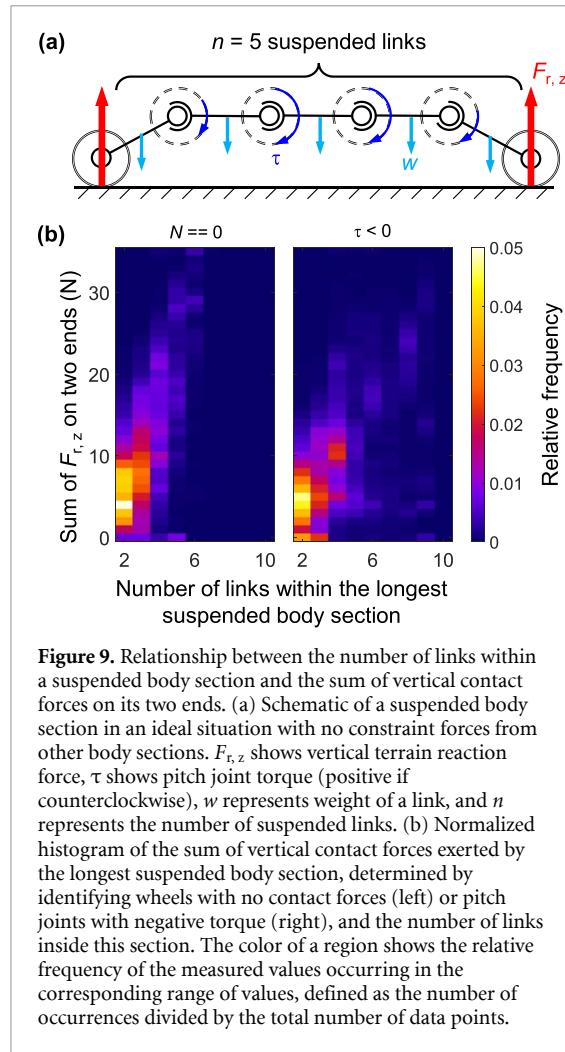 (a)
n = 5 suspended links
F r, z
τ
w
(b)
N == 0
τ < 0
Sum of F r, z on two ends (N)
30
20
10
0
2
6
10
2
6
10
0.05
0.04
0.03
0.02
0.01
0
Relative frequency
Number of links within the longest
suspended body section
Figure 9. Relationship between the number of links within
a suspended body section and the sum of vertical contact
forces on its two ends. (a) Schematic of a suspended body
section in an ideal situation with no constraint forces from
other body sections. F r, z shows vertical terrain reaction
force, τ shows pitch joint torque (positive if
counterclockwise), w represents weight of a link, and n
represents the number of suspended links. (b) Normalized
histogram of the sum of vertical contact forces exerted by
the longest suspended body section, determined by
identifying wheels with no contact forces (left) or pitch
joints with negative torque (right), and the number of links
inside this section. The color of a region shows the relative
frequency of the measured values occurring in the
corresponding range of values, defined as the number of
occurrences divided by the total number of data points.